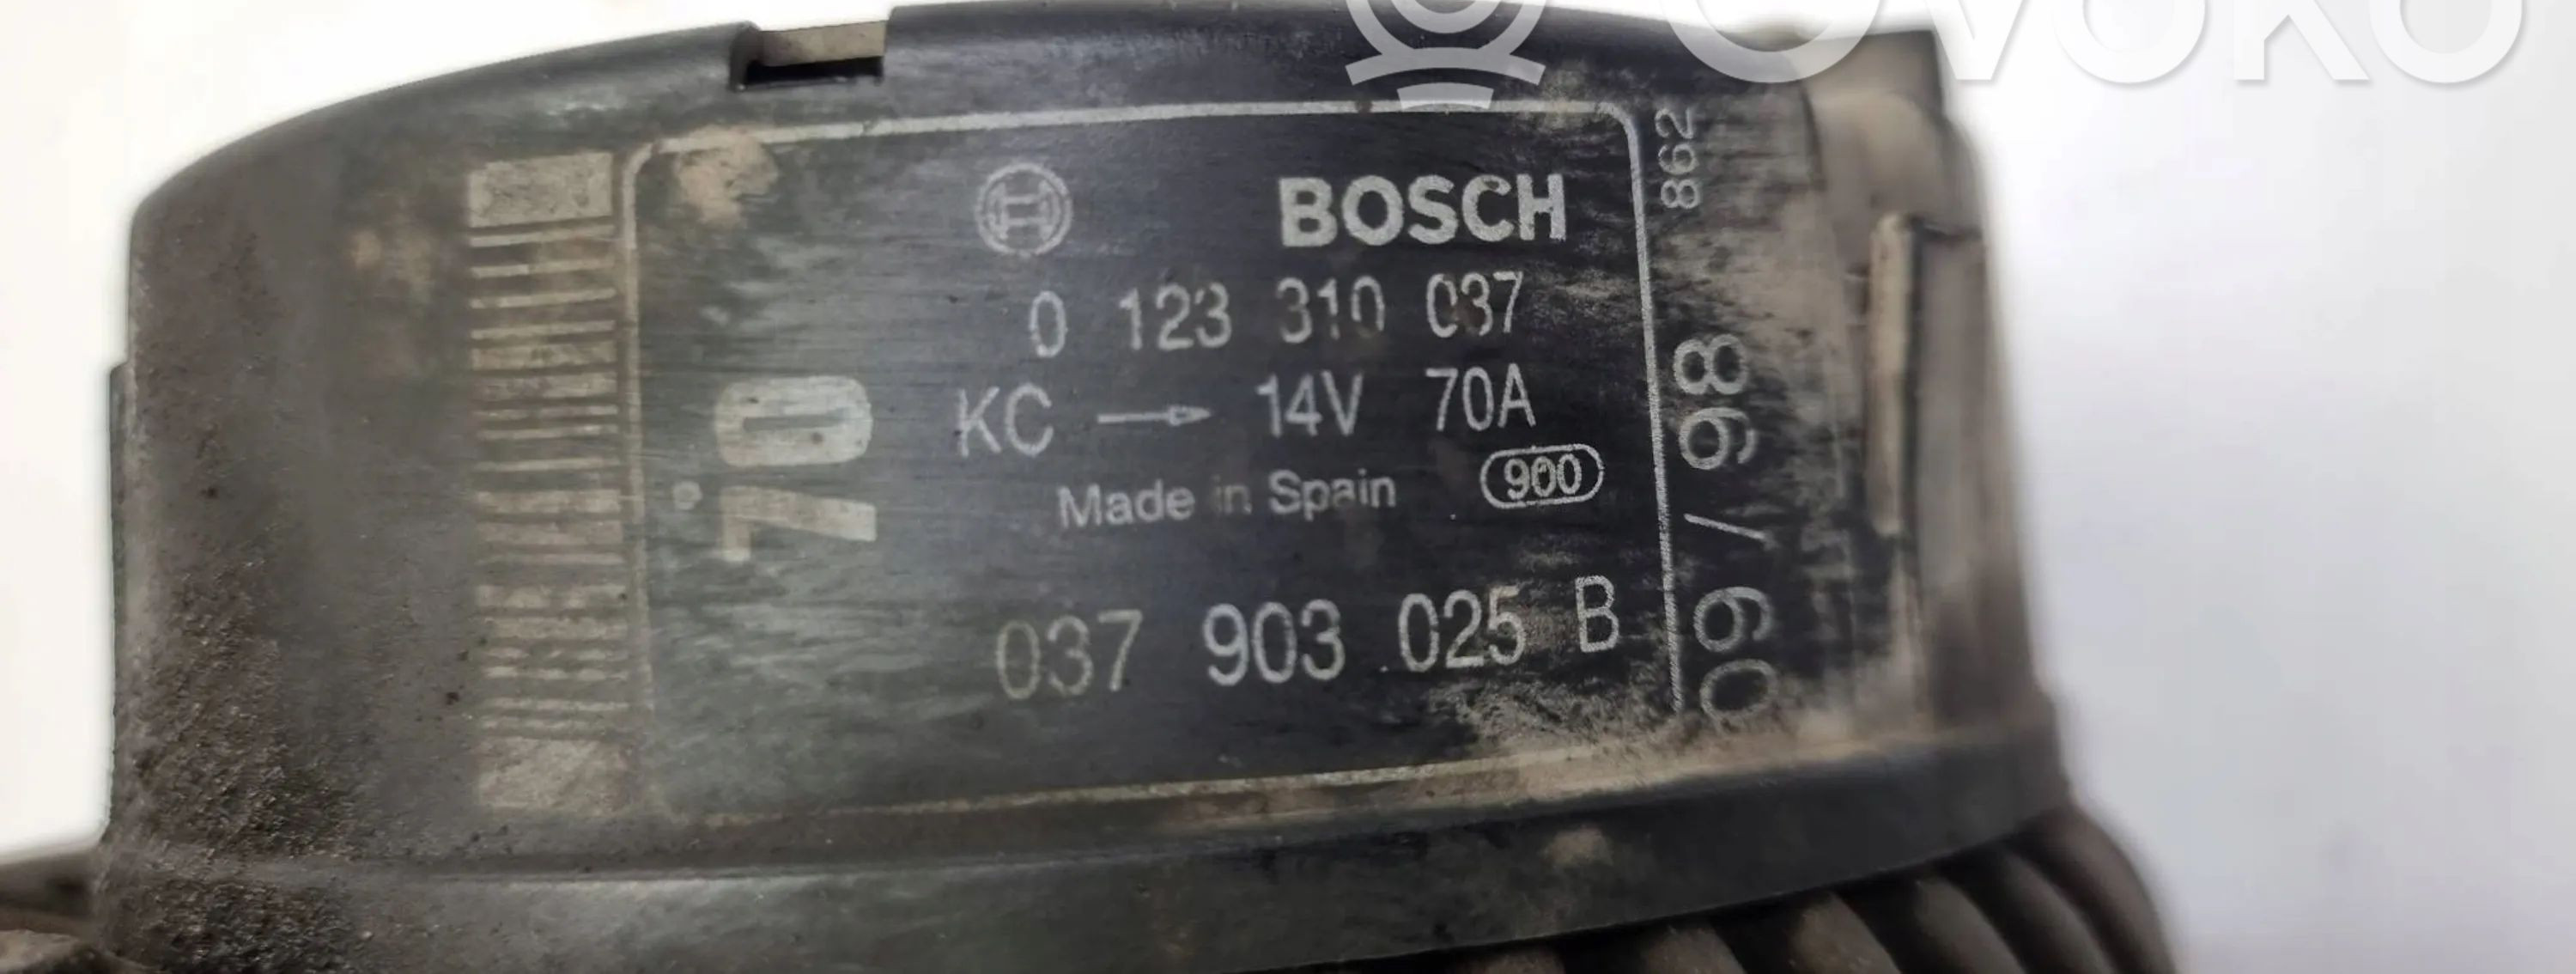 OVOKO
BOSCH
0 123 310 037
KC 14V 70A
Made in Spain 900
037 903 025 B
70.
862
09/98